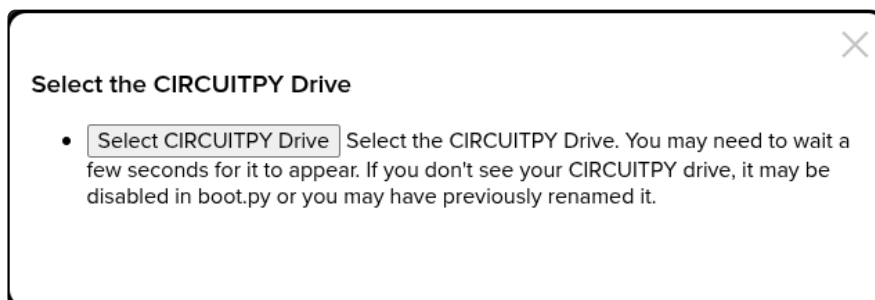 Select the CIRCUITPY Drive
Select CIRCUITPY Drive Select the CIRCUITPY Drive. You may need to wait a
few seconds for it to appear. If you don't see your CIRCUITPY drive, it may be
disabled in boot.py or you may have previously renamed it.